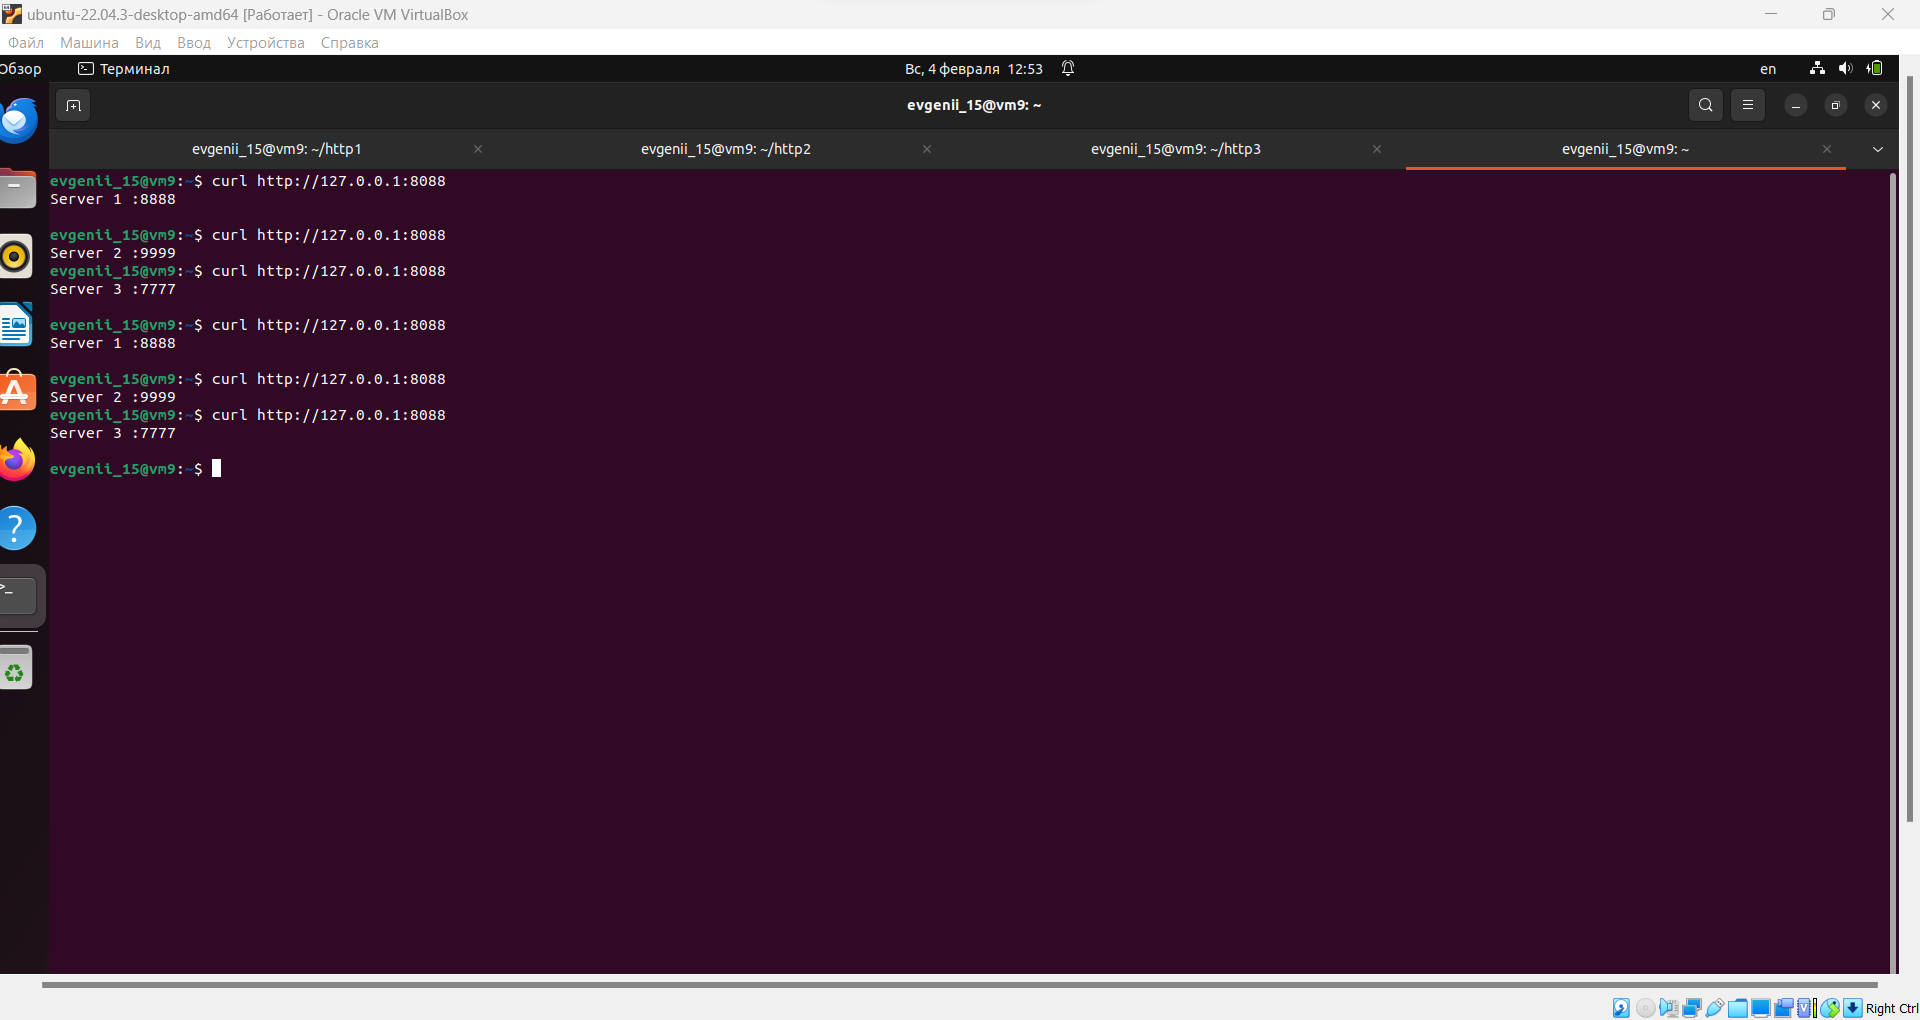 ubuntu-22.04.3-desktop-amd64 [Работает] - Oracle VM VirtualBox
Файл Машина Вид Ввод Устройства Справка
Обзор Терминал Вс, 4 февраля 12:53 en
evgenii_15@vm9: ~
evgenii_15@vm9: ~/http1 evgenii_15@vm9: ~/http2 evgenii_15@vm9: ~/http3 evgenii_15@vm9: ~
evgenii_15@vm9:~$ curl http://127.0.0.1:8088
Server 1 :8888
evgenii_15@vm9:~$ curl http://127.0.0.1:8088
Server 2 :9999
evgenii_15@vm9:~$ curl http://127.0.0.1:8088
Server 3 :7777
evgenii_15@vm9:~$ curl http://127.0.0.1:8088
Server 1 :8888
evgenii_15@vm9:~$ curl http://127.0.0.1:8088
Server 2 :9999
evgenii_15@vm9:~$ curl http://127.0.0.1:8088
Server 3 :7777
evgenii_15@vm9:~$
Right Ctrl